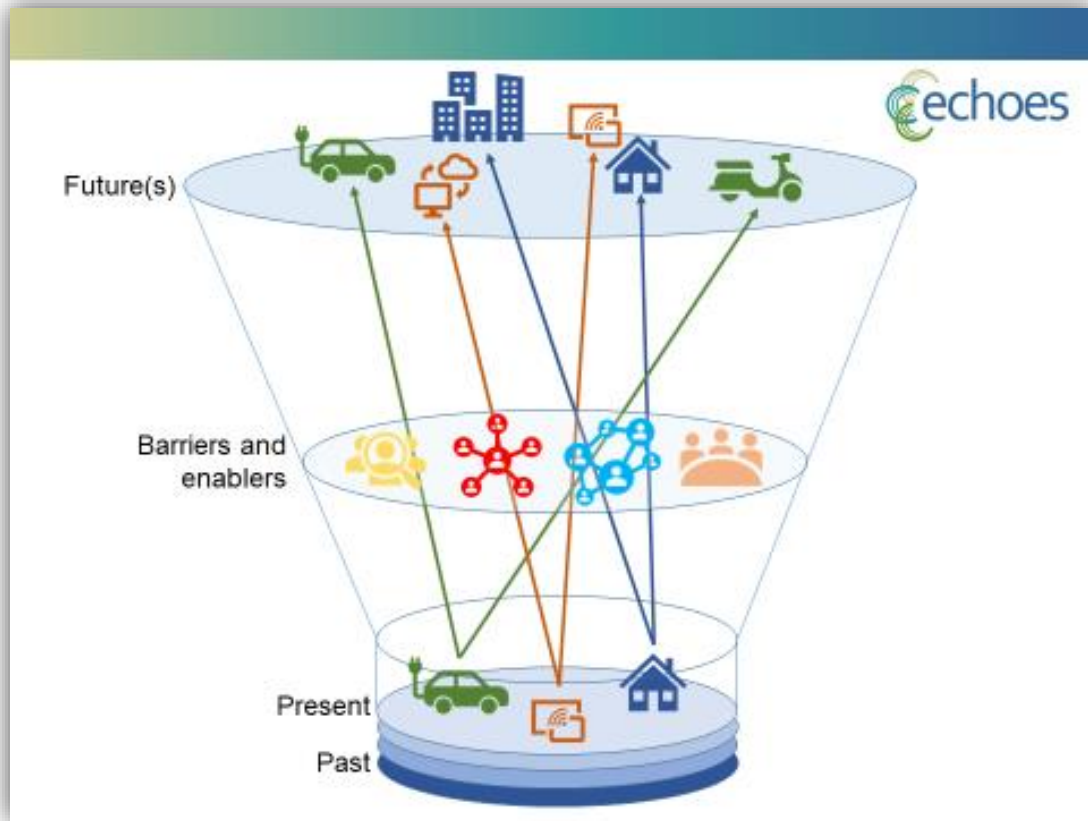 echoes
Future(s)
Barriers and
enablers
Present
Past